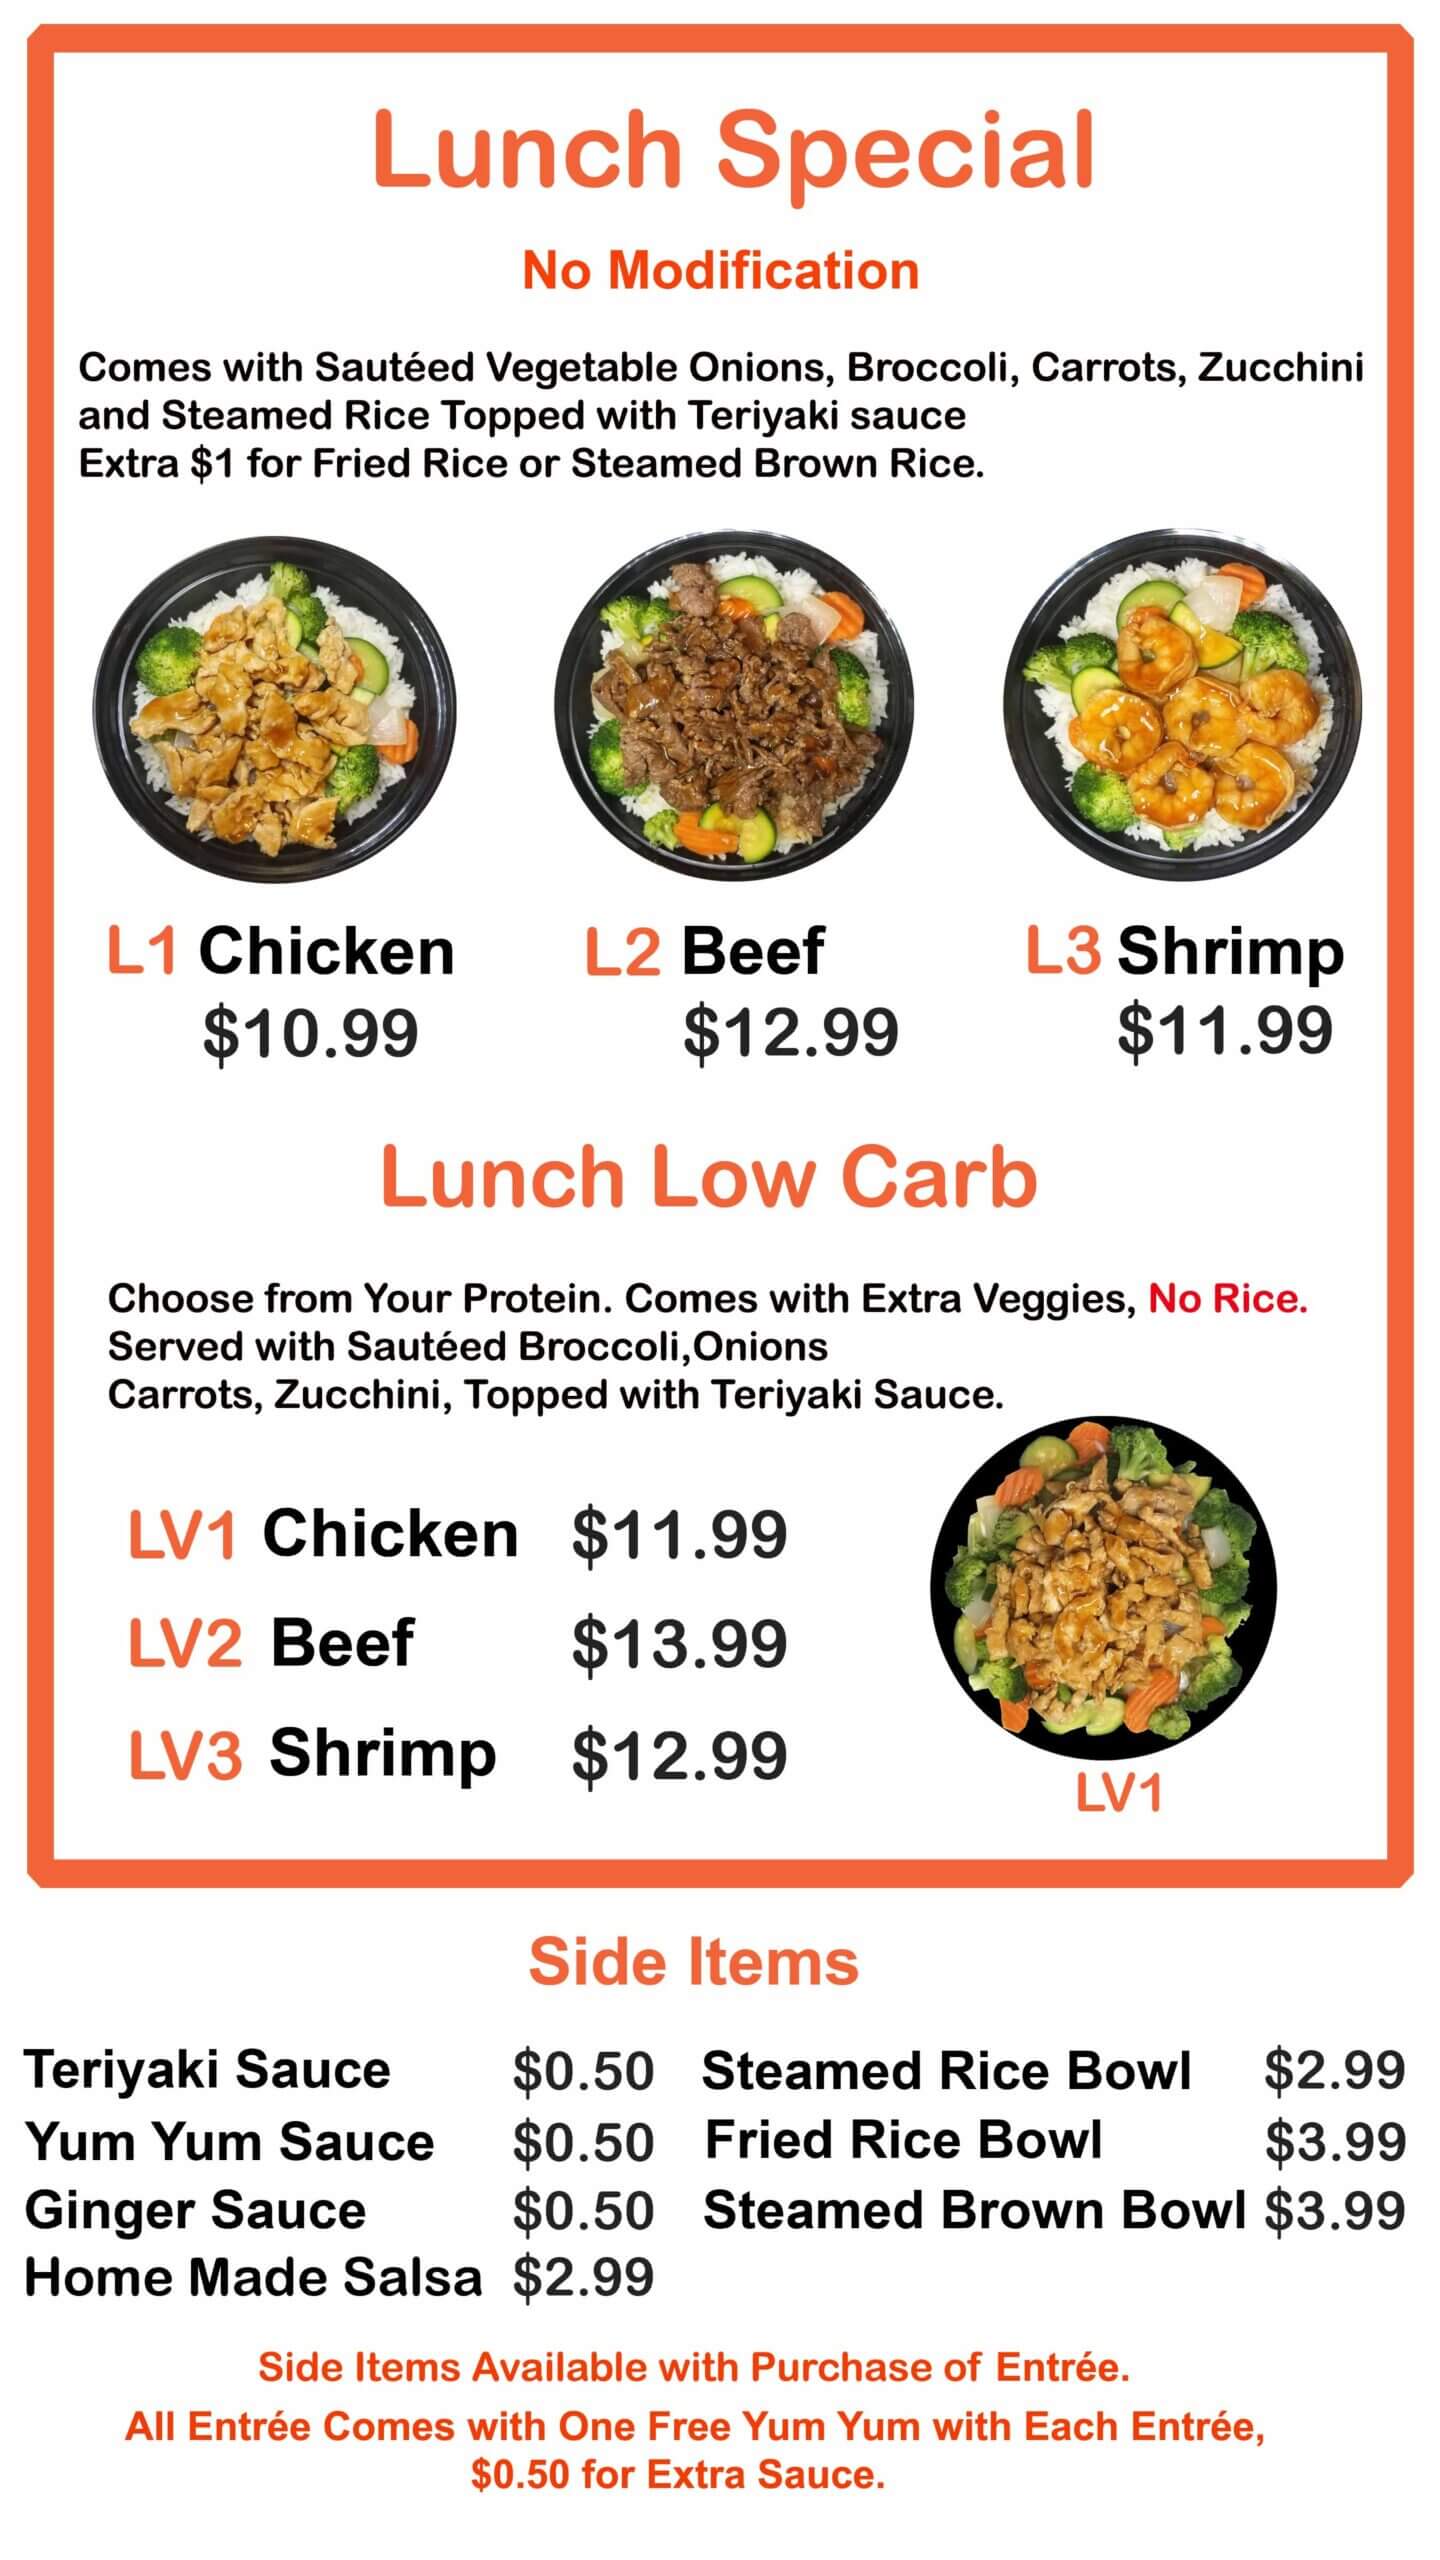 Lunch Special
No Modification
Comes with Sautéed Vegetable Onions, Broccoli, Carrots, Zucchini
and Steamed Rice Topped with Teriyaki sauce
Extra $1 for Fried Rice or Steamed Brown Rice.
L1 Chicken
$10.99
L2 Beef
$12.99
L3 Shrimp
$11.99
Lunch Low Carb
Choose from Your Protein. Comes with Extra Veggies, No Rice.
Served with Sautéed Broccoli,Onions
Carrots, Zucchini, Topped with Teriyaki Sauce.
LV1 Chicken $11.99
LV2 Beef $13.99
LV3 Shrimp $12.99
LV1
Side Items
Teriyaki Sauce $0.50
Yum Yum Sauce $0.50
Ginger Sauce $0.50
Home Made Salsa $2.99
Steamed Rice Bowl $2.99
Fried Rice Bowl $3.99
Steamed Brown Bowl $3.99
Side Items Available with Purchase of Entrée.
All Entrée Comes with One Free Yum Yum with Each Entrée,
$0.50 for Extra Sauce.